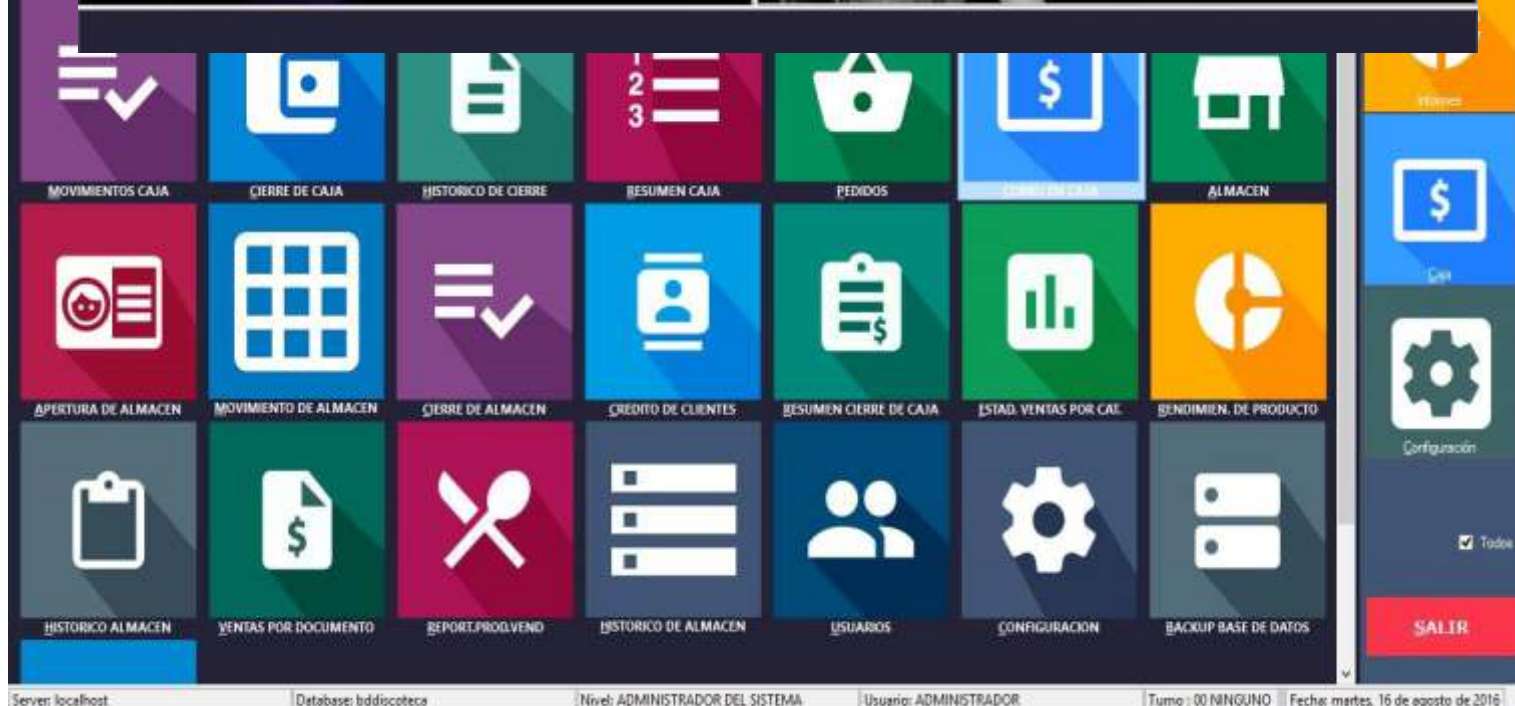 1
2
3
$
Informes
MOVIMIENTOS CAJA
CIERRE DE CAJA
HISTORICO DE CIERRE
RESUMEN CAJA
PEDIDOS
ALMACEN
$
Caja
$
APERTURA DE ALMACEN
MOVIMIENTO DE ALMACEN
CIERRE DE ALMACEN
CREDITO DE CLIENTES
RESUMEN CIERRE DE CAJA
ESTAD. VENTAS POR CAT.
RENDIMIEN. DE PRODUCTO
Configuración
$
Todos
HISTORICO ALMACEN
VENTAS POR DOCUMENTO
REPORT.PROD.VEND
HISTORICO DE ALMACEN
USUARIOS
CONFIGURACION
BACKUP BASE DE DATOS
SALIR
Server: localhost
Database: bddiscoteca
Nivel: ADMINISTRADOR DEL SISTEMA
Usuario: ADMINISTRADOR
Turno : 00 NINGUNO
Fecha: martes, 16 de agosto de 2016